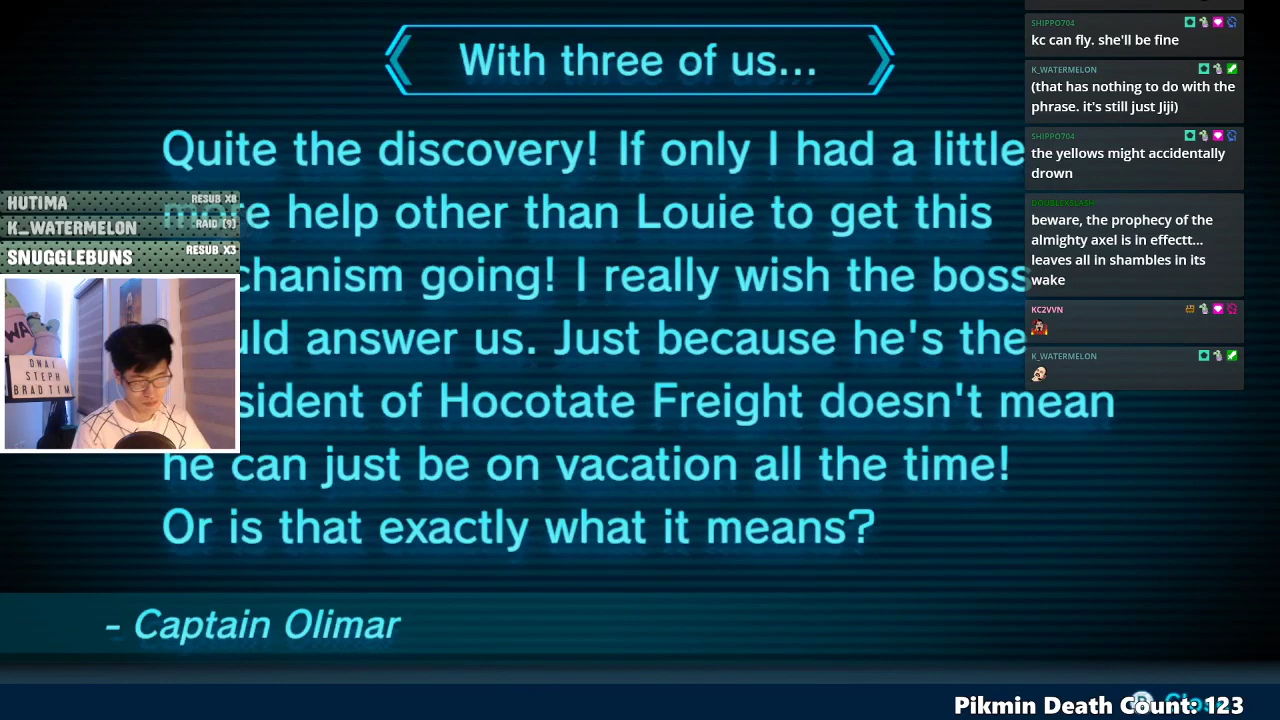 With three of us...
Quite the discovery! If only I had a little
more help other than Louie to get this
chanism going! I really wish the boss
uld answer us. Just because he's the
sident of Hocotate Freight doesn't mean
he can just be on vacation all the time!
Or is that exactly what it means?
- Captain Olimar
HUTIMA RESUB X8
K_WATERMELON RAID [9]
SNUGGLEBUNS RESUB X3
WA
OWAI
STEPH
BRADTIM
SHIPPO704
kc can fly. she'll be fine
K_WATERMELON
(that has nothing to do with the
phrase. it's still just Jiji)
SHIPPO704
the yellows might accidentally
drown
DOUBLEXSLASH
beware, the prophecy of the
almighty axel is in effectt...
leaves all in shambles in its
wake
KC2VVN
K_WATERMELON
Pikmin Death Count: 123